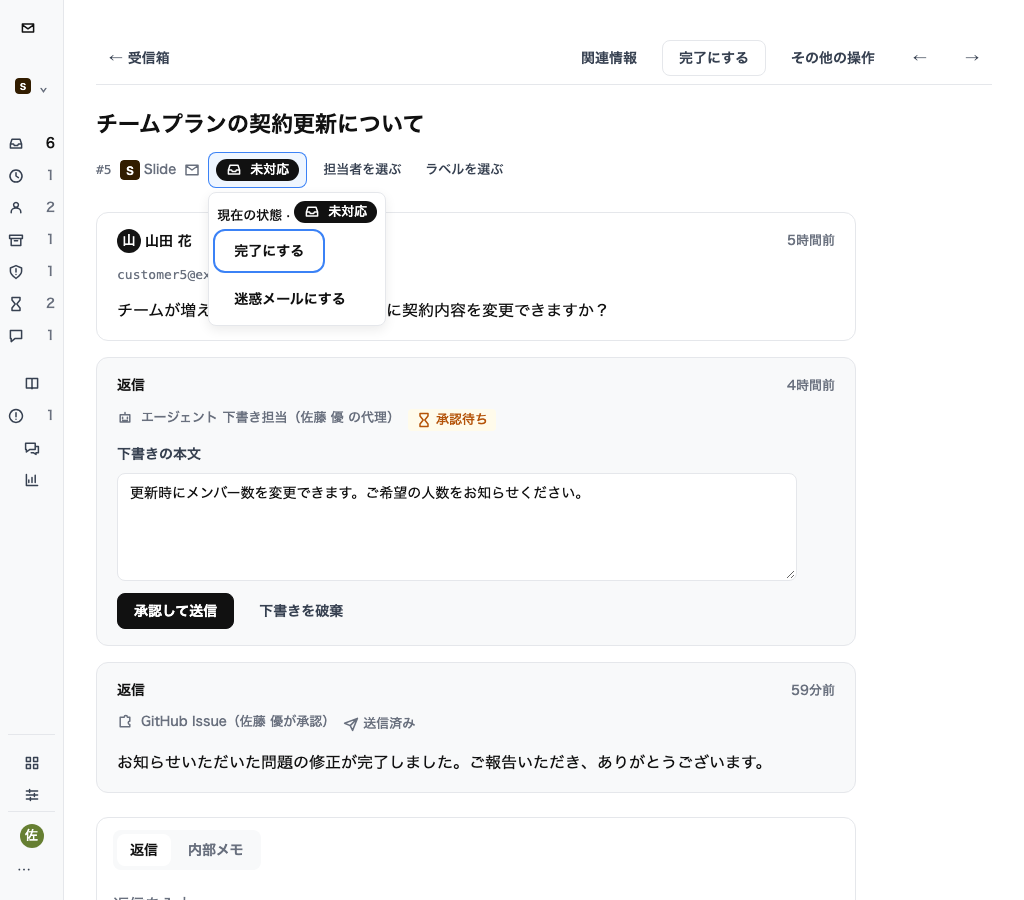 ← 受信箱
関連情報
完了にする
その他の操作
←
→
S
6
1
2
1
1
2
1
1
チームプランの契約更新について
#5 S Slide 未対応 担当者を選ぶ ラベルを選ぶ
現在の状態 · 未対応
完了にする
迷惑メールにする
山 山田 花
5時間前
customer5@ex
チームが増え
に契約内容を変更できますか？
返信
4時間前
エージェント 下書き担当（佐藤 優 の代理） 承認待ち
下書きの本文
更新時にメンバー数を変更できます。ご希望の人数をお知らせください。
承認して送信 下書きを破棄
返信
59分前
GitHub Issue（佐藤 優が承認） 送信済み
お知らせいただいた問題の修正が完了しました。ご報告いただき、ありがとうございます。
返信 内部メモ
佐
…